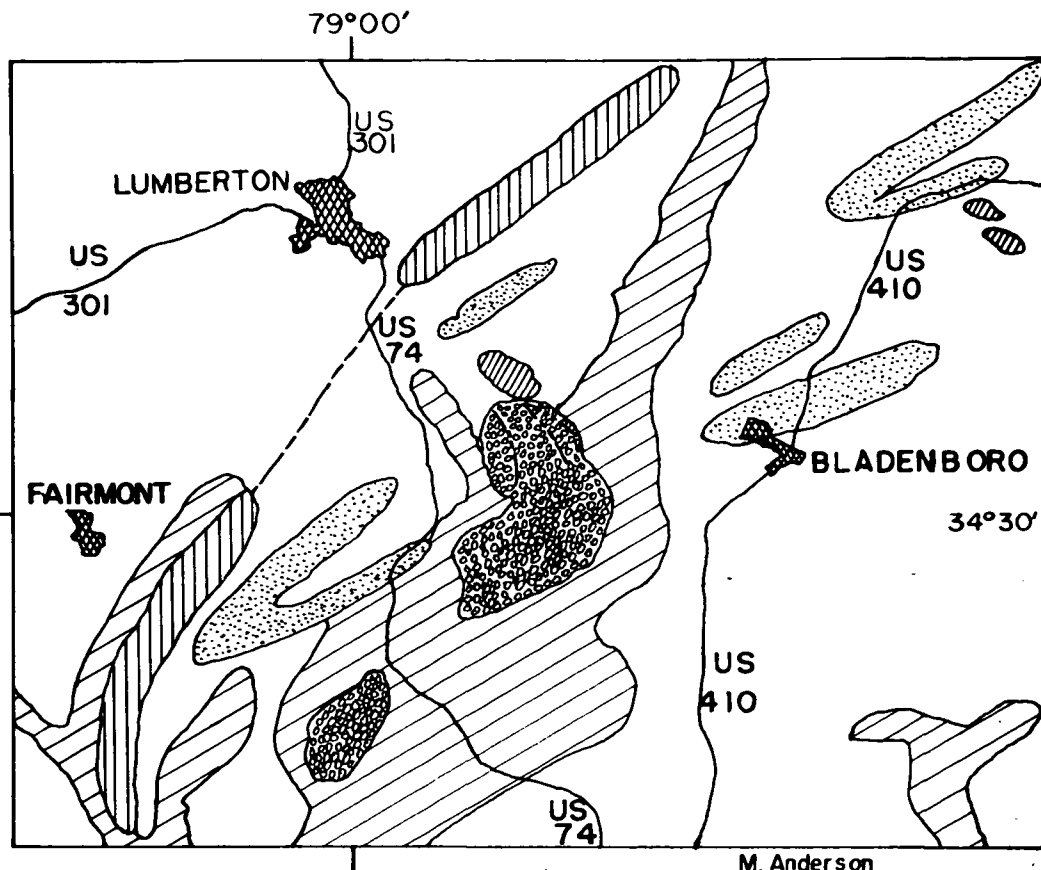 79°00'
US
301
LUMBERTON
US
301
US
74
US
410
FAIRMONT
BLADENBORO
34°30'
US
410
US
74
M. Anderson